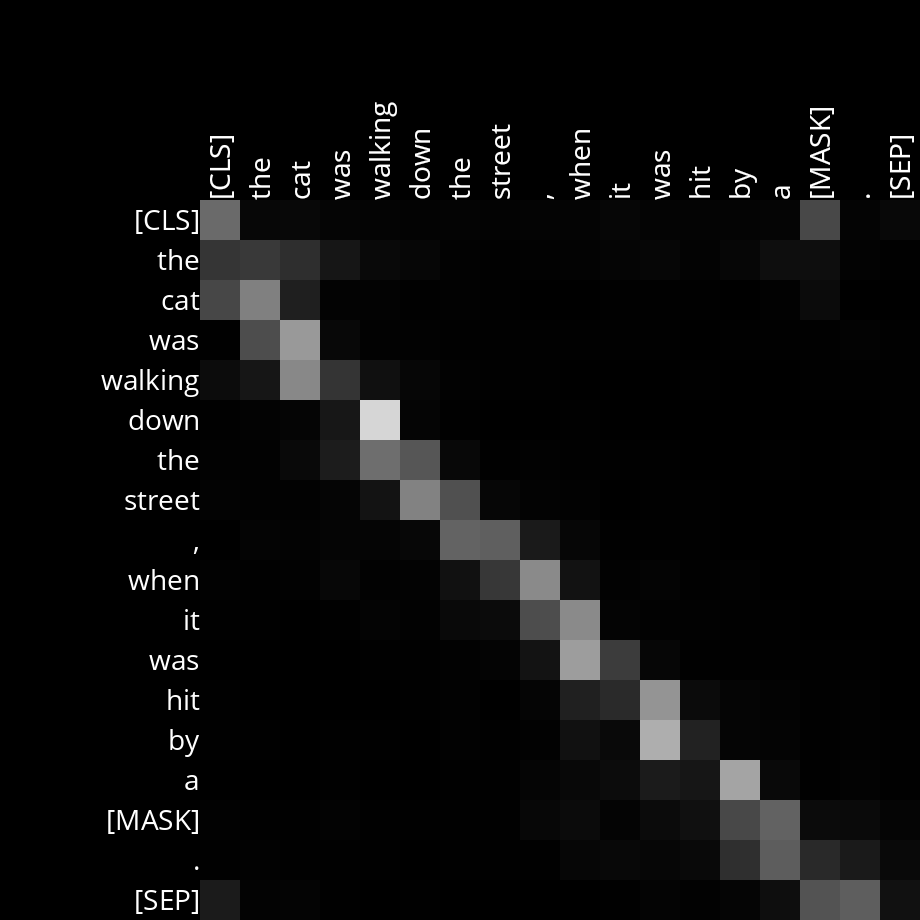 [CLS]
the
cat
was
walking
down
the
street
,
when
it
was
hit
by
a
[MASK]
.
[SEP]
[CLS]
the
cat
was
walking
down
the
street
,
when
it
was
hit
by
a
[MASK]
.
[SEP]